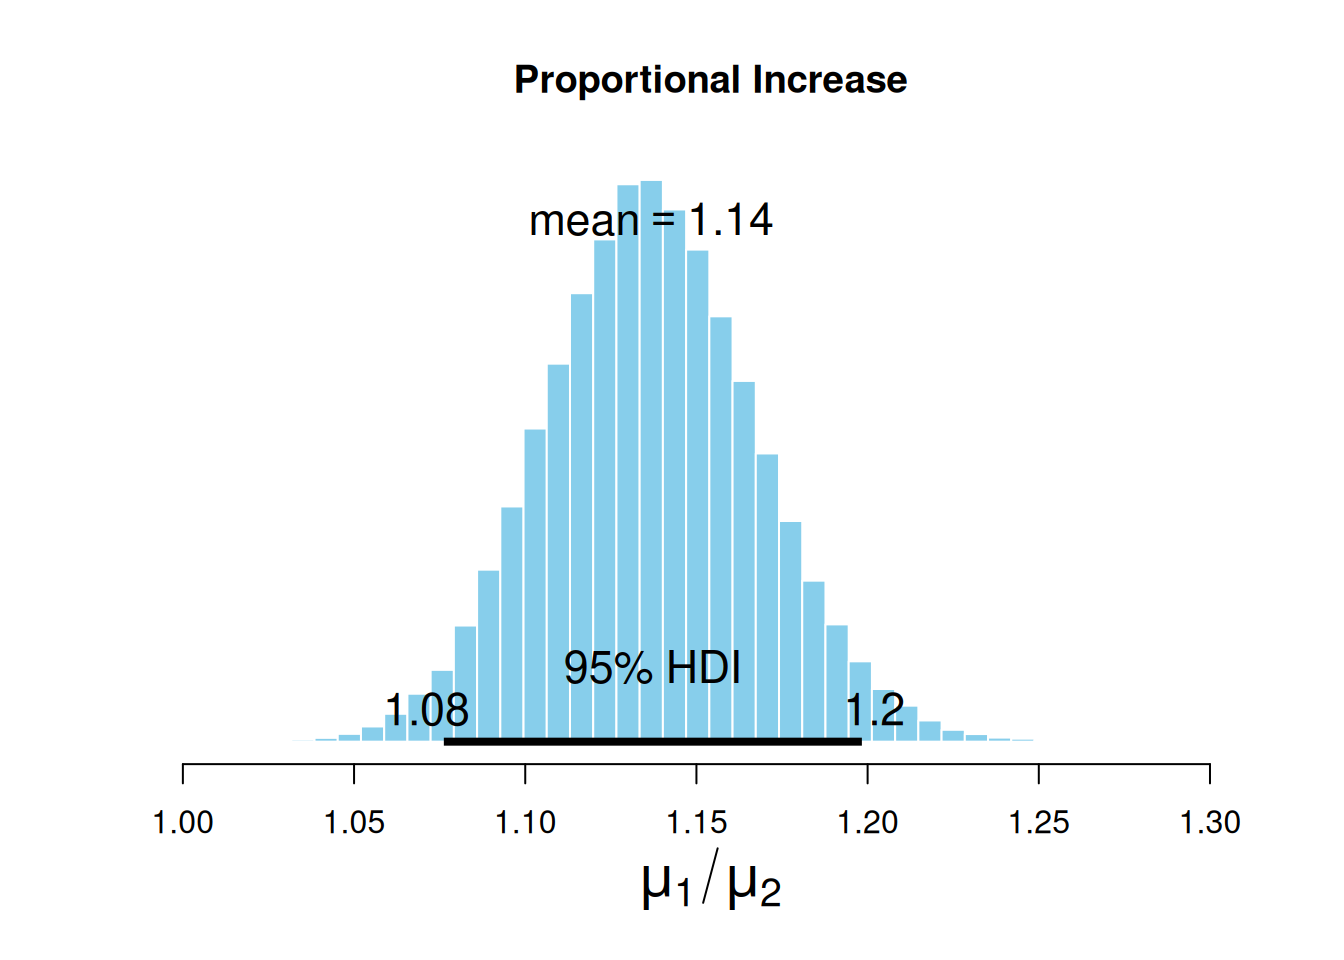 Proportional Increase
mean = 1.14
95% HDI
1.08 1.2
1.00 1.05 1.10 1.15 1.20 1.25 1.30
μ₁/μ₂